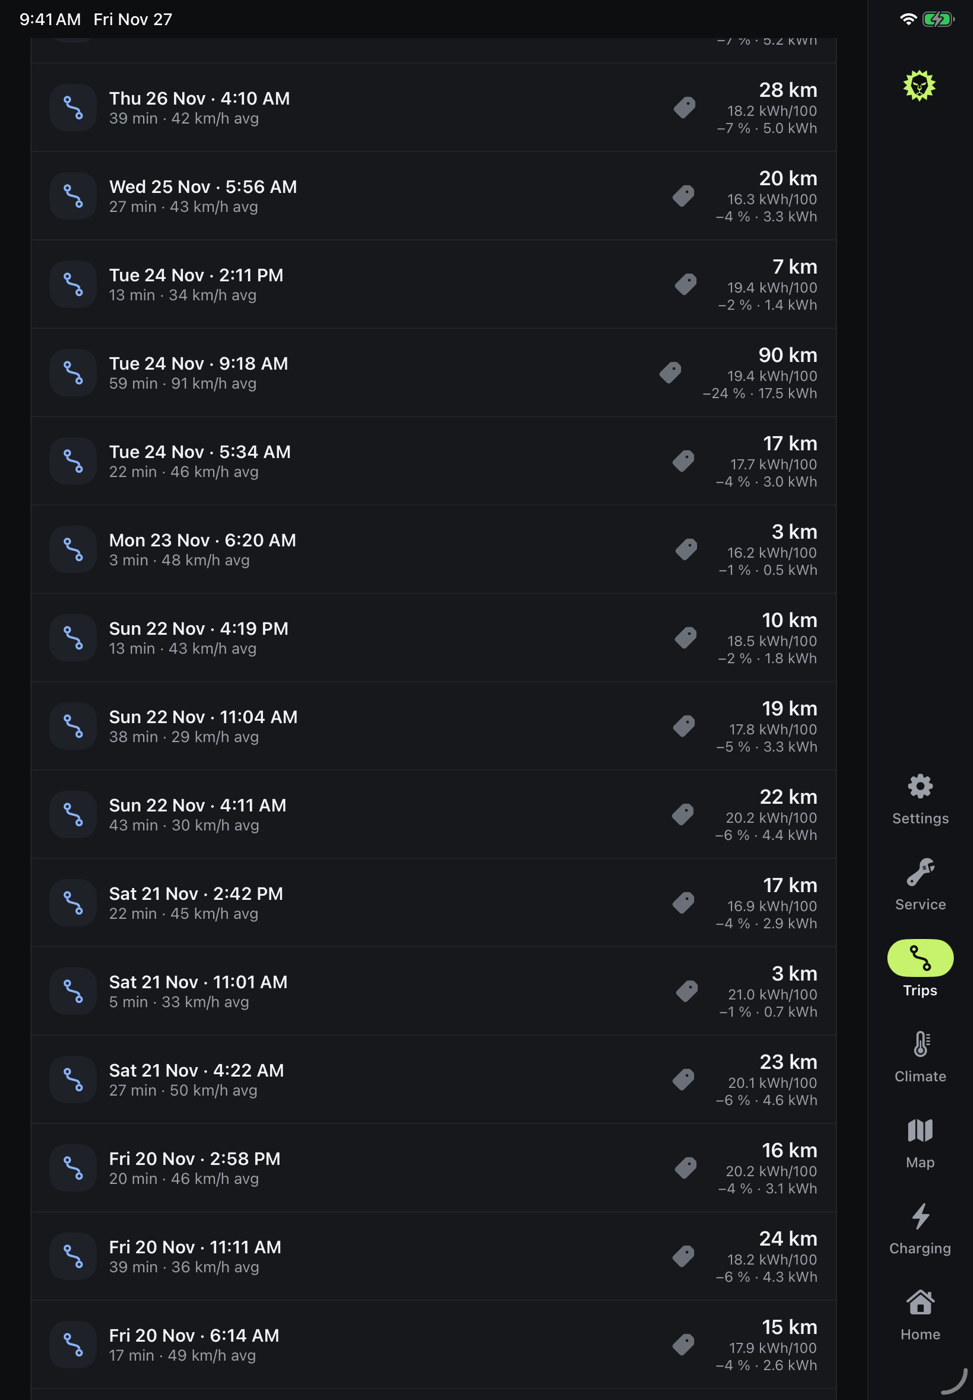 9:41 AM Fri Nov 27
–7 % · 5.2 kWh
Thu 26 Nov · 4:10 AM
39 min · 42 km/h avg
28 km
18.2 kWh/100
–7 % · 5.0 kWh
Wed 25 Nov · 5:56 AM
27 min · 43 km/h avg
20 km
16.3 kWh/100
–4 % · 3.3 kWh
Tue 24 Nov · 2:11 PM
13 min · 34 km/h avg
7 km
19.4 kWh/100
–2 % · 1.4 kWh
Tue 24 Nov · 9:18 AM
59 min · 91 km/h avg
90 km
19.4 kWh/100
–24 % · 17.5 kWh
Tue 24 Nov · 5:34 AM
22 min · 46 km/h avg
17 km
17.7 kWh/100
–4 % · 3.0 kWh
Mon 23 Nov · 6:20 AM
3 min · 48 km/h avg
3 km
16.2 kWh/100
–1 % · 0.5 kWh
Sun 22 Nov · 4:19 PM
13 min · 43 km/h avg
10 km
18.5 kWh/100
–2 % · 1.8 kWh
Sun 22 Nov · 11:04 AM
38 min · 29 km/h avg
19 km
17.8 kWh/100
–5 % · 3.3 kWh
Sun 22 Nov · 4:11 AM
43 min · 30 km/h avg
22 km
20.2 kWh/100
–6 % · 4.4 kWh
Sat 21 Nov · 2:42 PM
22 min · 45 km/h avg
17 km
16.9 kWh/100
–4 % · 2.9 kWh
Sat 21 Nov · 11:01 AM
5 min · 33 km/h avg
3 km
21.0 kWh/100
–1 % · 0.7 kWh
Sat 21 Nov · 4:22 AM
27 min · 50 km/h avg
23 km
20.1 kWh/100
–6 % · 4.6 kWh
Fri 20 Nov · 2:58 PM
20 min · 46 km/h avg
16 km
20.2 kWh/100
–4 % · 3.1 kWh
Fri 20 Nov · 11:11 AM
39 min · 36 km/h avg
24 km
18.2 kWh/100
–6 % · 4.3 kWh
Fri 20 Nov · 6:14 AM
17 min · 49 km/h avg
15 km
17.9 kWh/100
–4 % · 2.6 kWh
Settings
Service
Trips
Climate
Map
Charging
Home